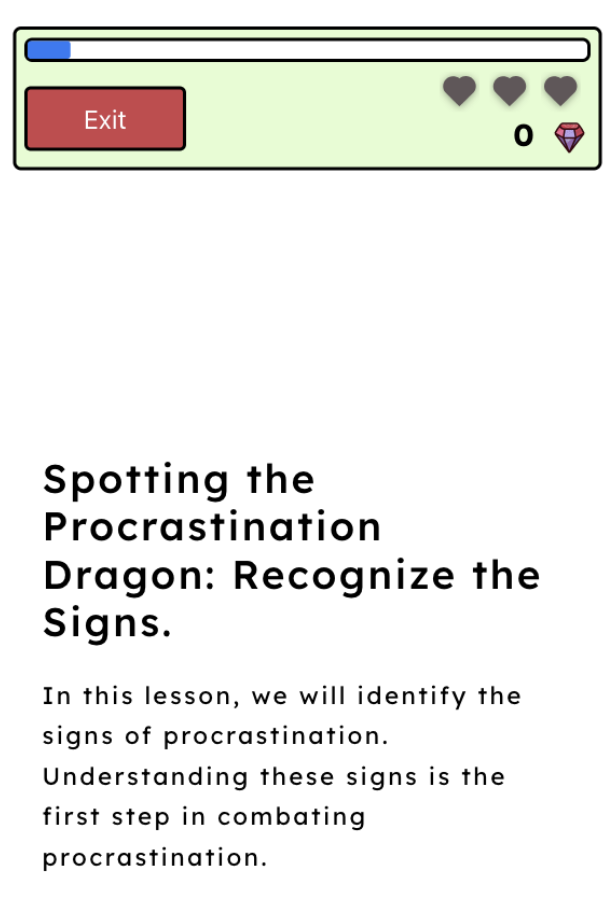 Exit
0
Spotting the
Procrastination
Dragon: Recognize the
Signs.
In this lesson, we will identify the
signs of procrastination.
Understanding these signs is the
first step in combating
procrastination.